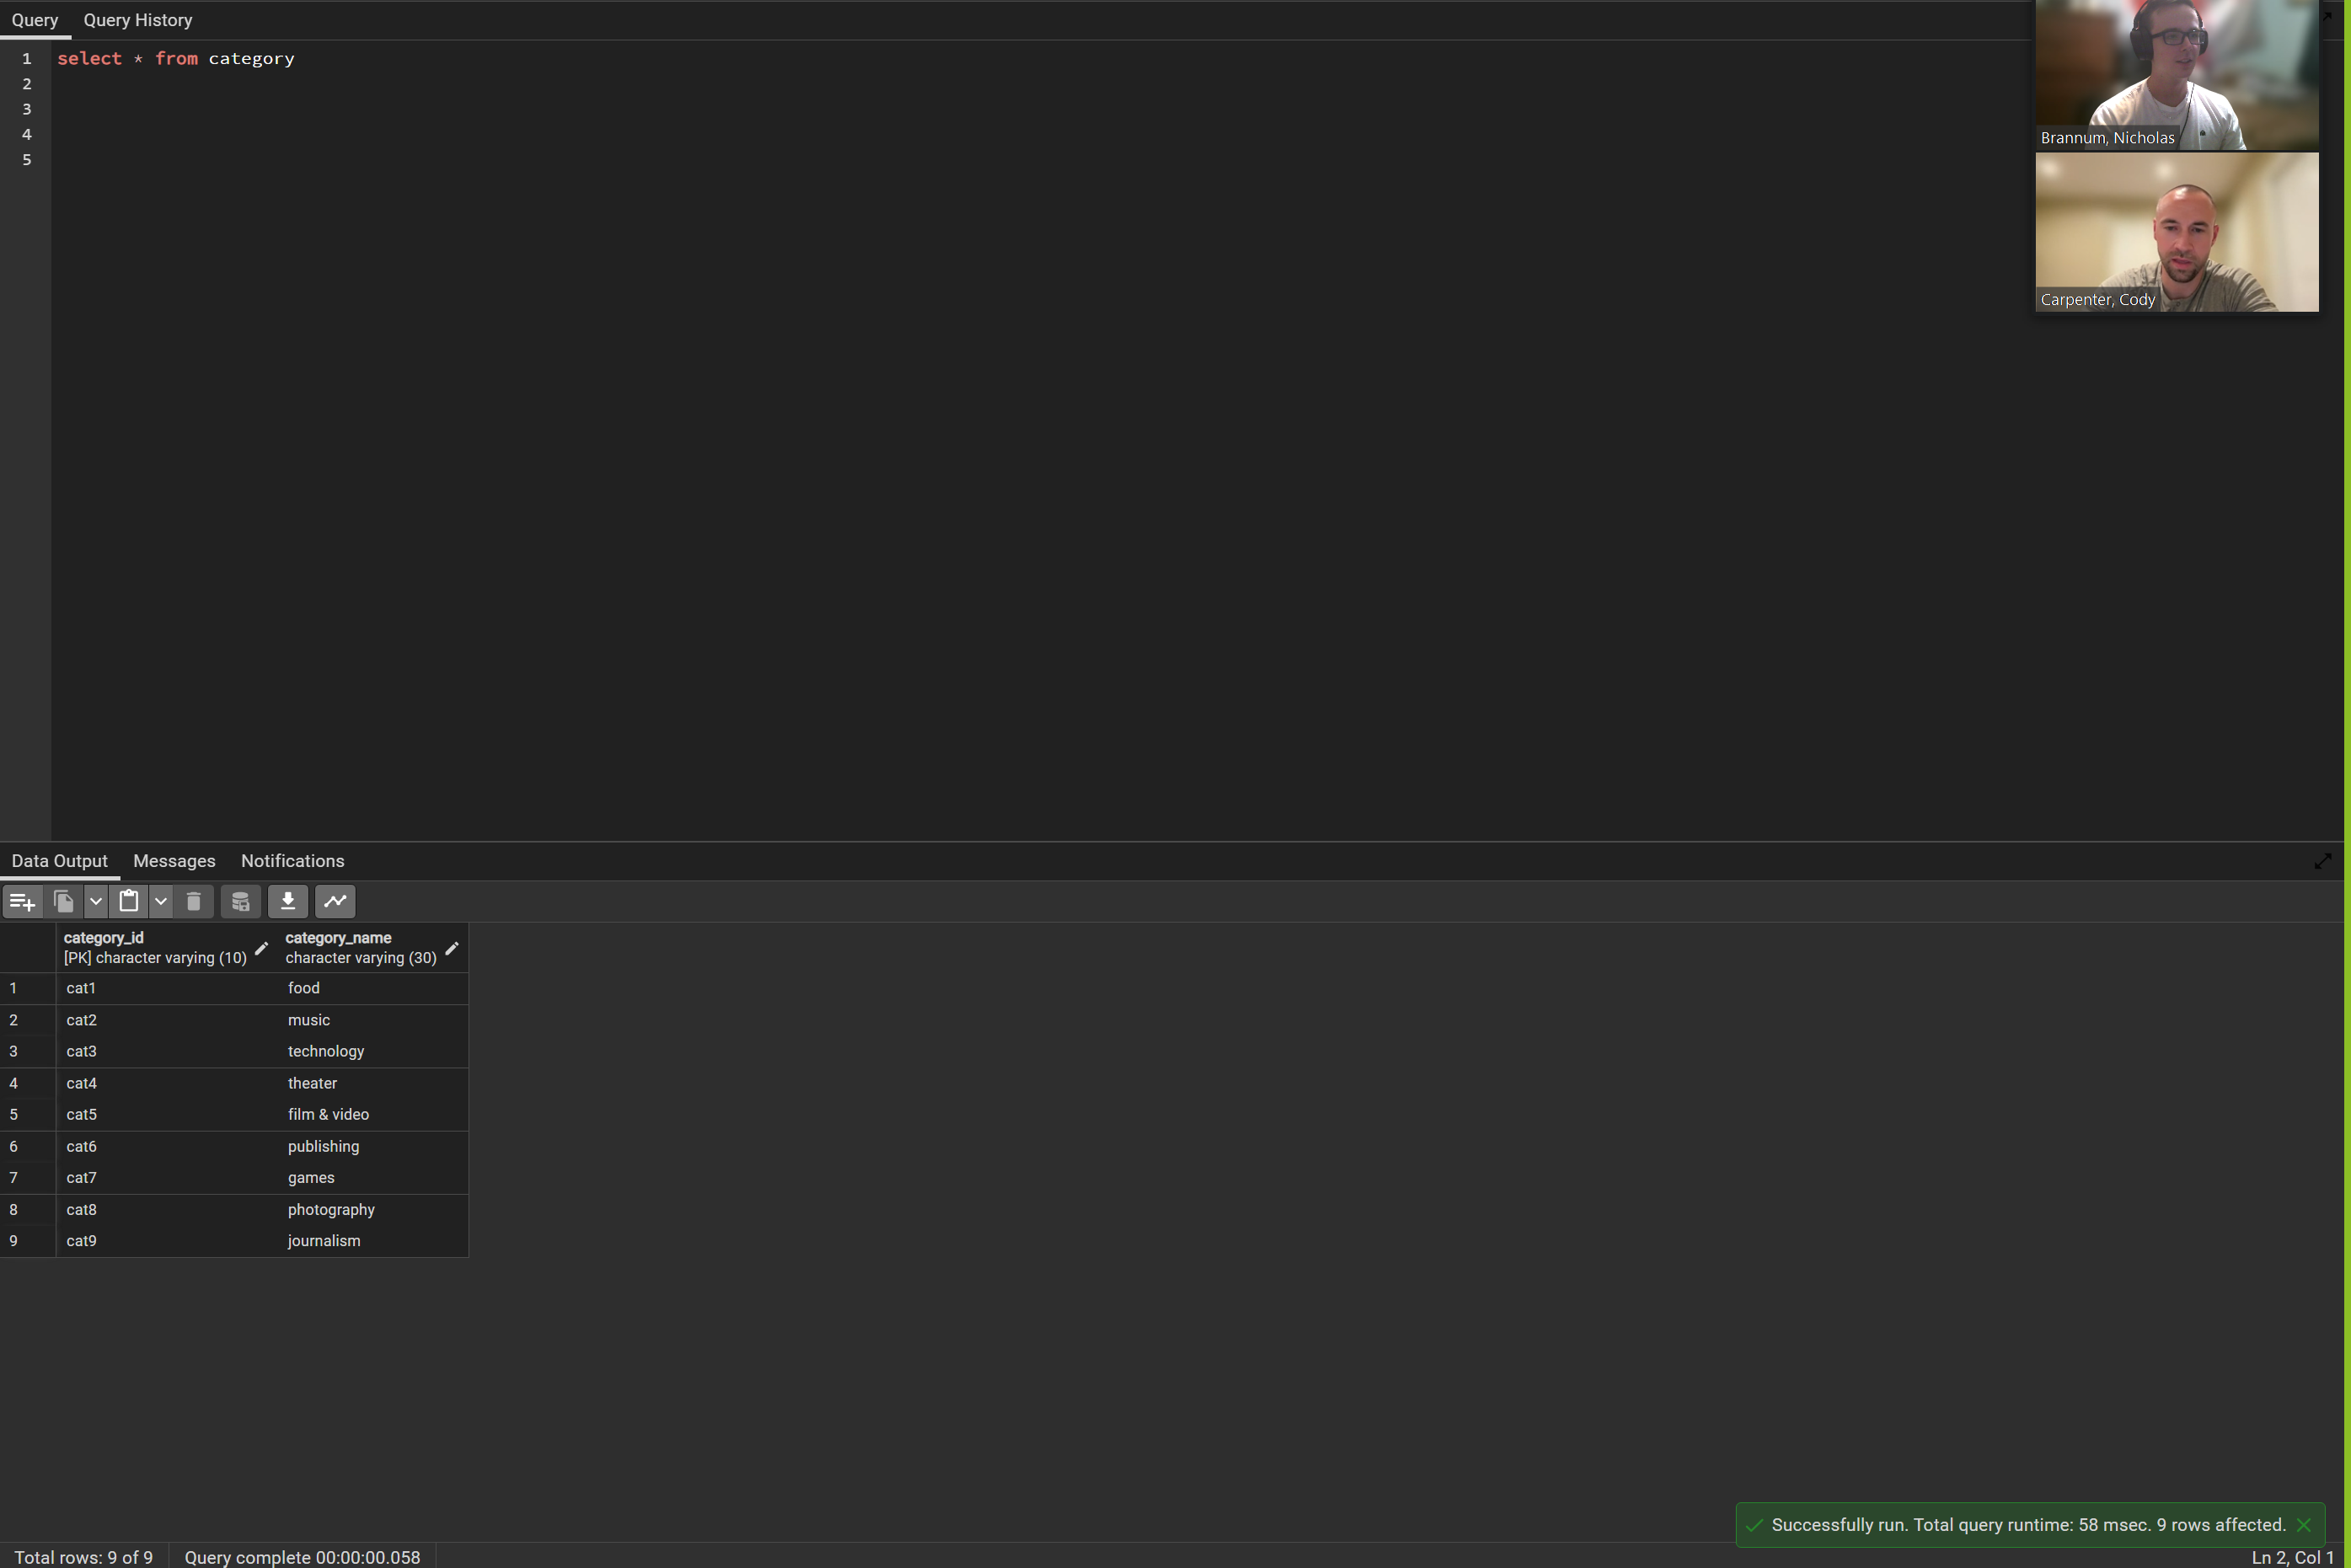 Query Query History
1 select * from category
2
3
4
5
Brannum, Nicholas
Carpenter, Cody
Data Output Messages Notifications
category_id category_name
[PK] character varying (10) character varying (30)
1 cat1 food
2 cat2 music
3 cat3 technology
4 cat4 theater
5 cat5 film & video
6 cat6 publishing
7 cat7 games
8 cat8 photography
9 cat9 journalism
Successfully run. Total query runtime: 58 msec. 9 rows affected.
Total rows: 9 of 9 Query complete 00:00:00.058 Ln 2, Col 1